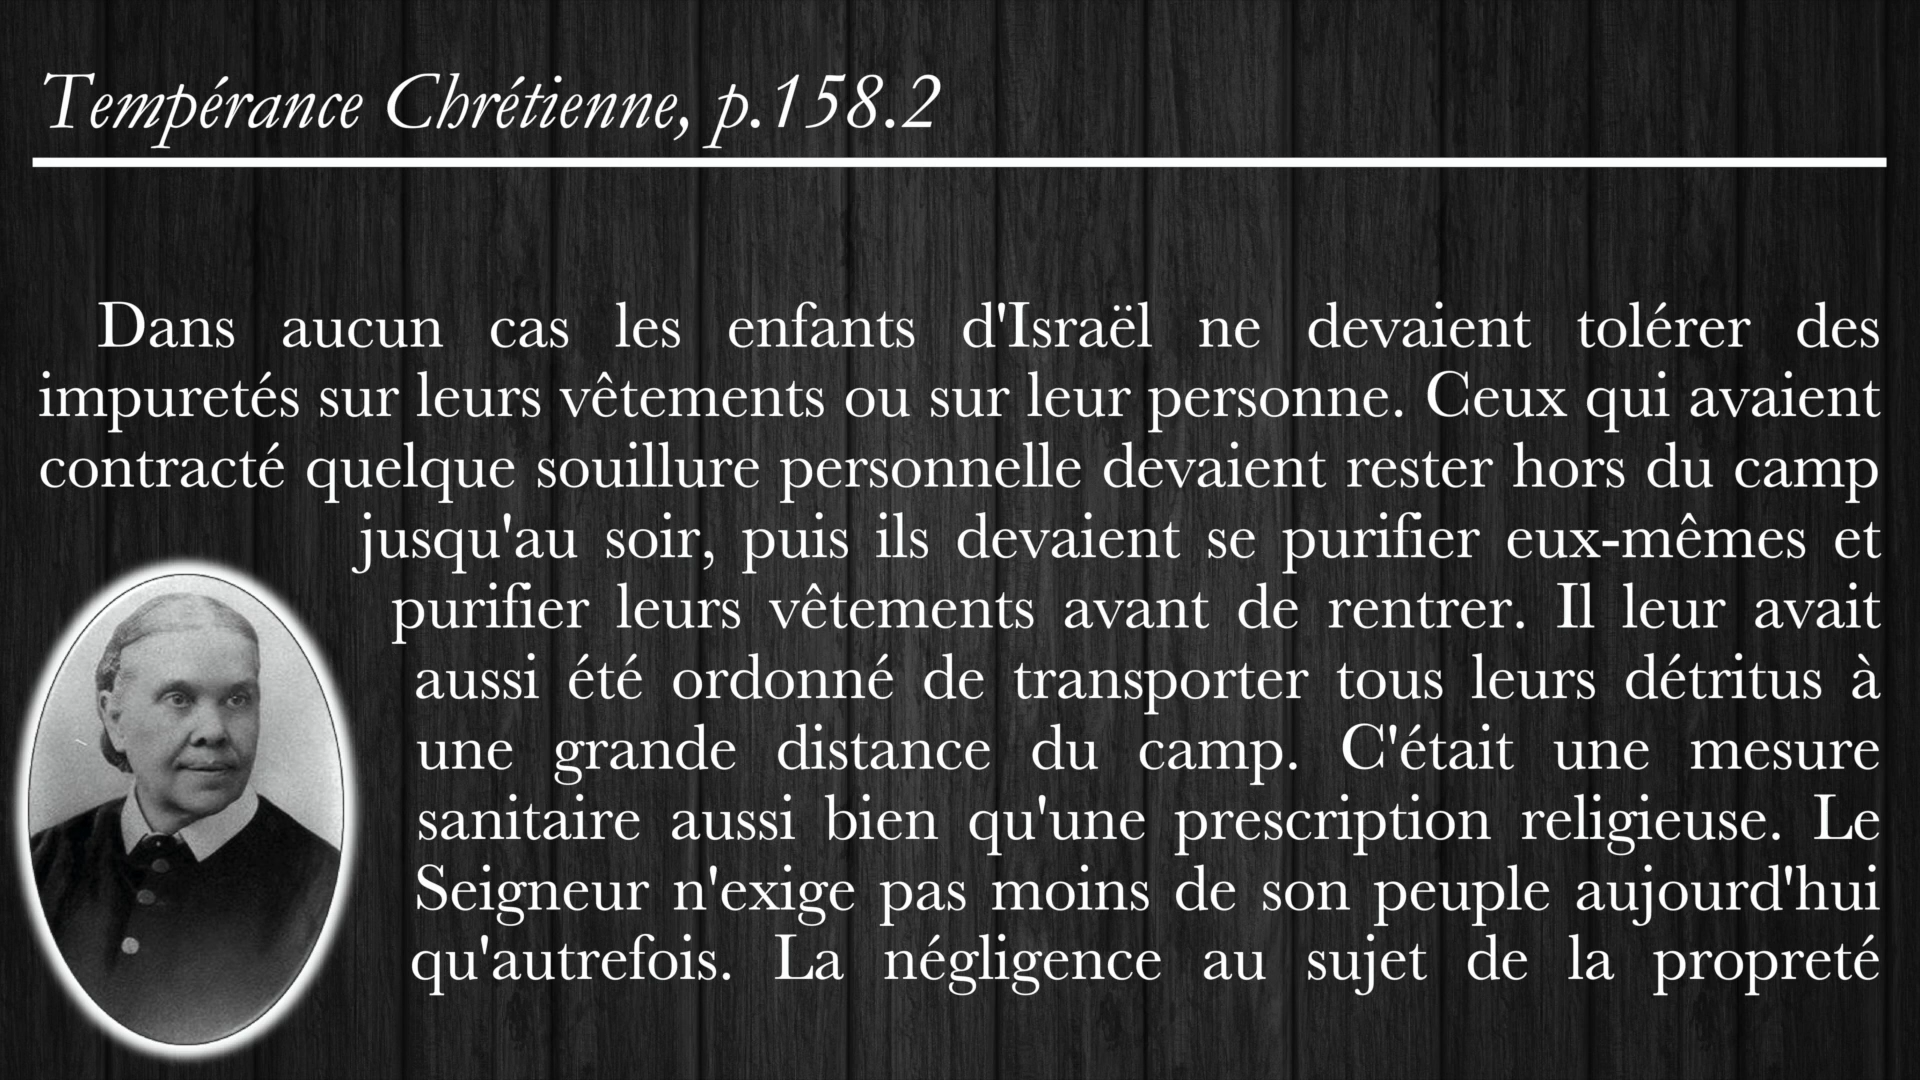 Tempérance Chrétienne, p.158.2
Dans aucun cas les enfants d'Israël ne devaient tolérer des
impuretés sur leurs vêtements ou sur leur personne. Ceux qui avaient
contracté quelque souillure personnelle devaient rester hors du camp
jusqu'au soir, puis ils devaient se purifier eux-mêmes et
purifier leurs vêtements avant de rentrer. Il leur avait
aussi été ordonné de transporter tous leurs détritus à
une grande distance du camp. C'était une mesure
sanitaire aussi bien qu'une prescription religieuse. Le
Seigneur n'exige pas moins de son peuple aujourd'hui
qu'autrefois. La négligence au sujet de la propreté